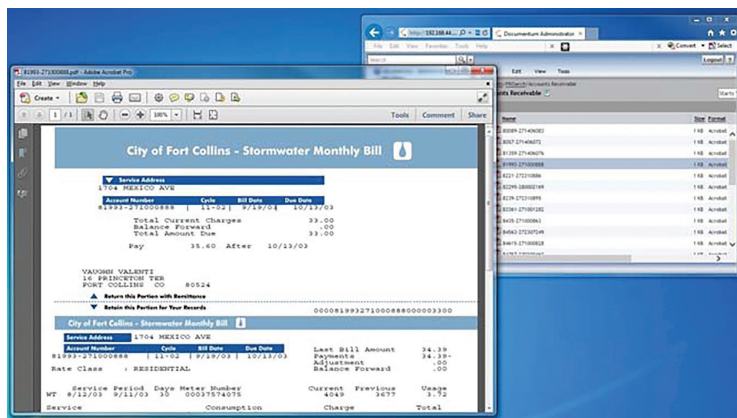 81993-271000888.pdf - Adobe Acrobat Pro
File Edit View Window Help
Create
1 / 1 100% Tools Comment Share
City of Fort Collins - Stormwater Monthly Bill
Service Address
1704 MEXICO AVE
Account Number Cycle Bill Date Due Date
81993-271000888 11-02 9/19/03 10/13/03
Total Current Charges 33.00
Balance Forward .00
Total Amount Due 33.00
Pay 35.60 After 10/13/03
VAUGHN VALENTI
16 PRINCETON TER
FORT COLLINS CO 80524
Return this Portion with Remittance
Retain this Portion for Your Records
000081993271000888000003300
City of Fort Collins - Stormwater Monthly Bill
Service Address 1704 MEXICO AVE
Account Number Cycle Bill Date Due Date
81993-271000888 11-02 9/19/03 10/13/03
Last Bill Amount 34.39
Payments 34.39-
Adjustment .00
Balance Forward .00
Rate Class : RESIDENTIAL
Service Period Days Meter Number Current Previous Usage
WT 8/12/03 9/11/03 30 00037574075 4049 3677 3.72
Service Consumption Charge Total
Documentum Administrator
File Edit View Favorites Tools Help
Convert Select
Logout
Edit View Tools
Accounts Receivable
Starts
Name Size Format
1 KB Acrobat
1 KB Acrobat
1 KB Acrobat
81993-271000888 1 KB Acrobat
1 KB Acrobat
1 KB Acrobat
1 KB Acrobat
1 KB Acrobat
1 KB Acrobat
1 KB Acrobat
1 KB Acrobat